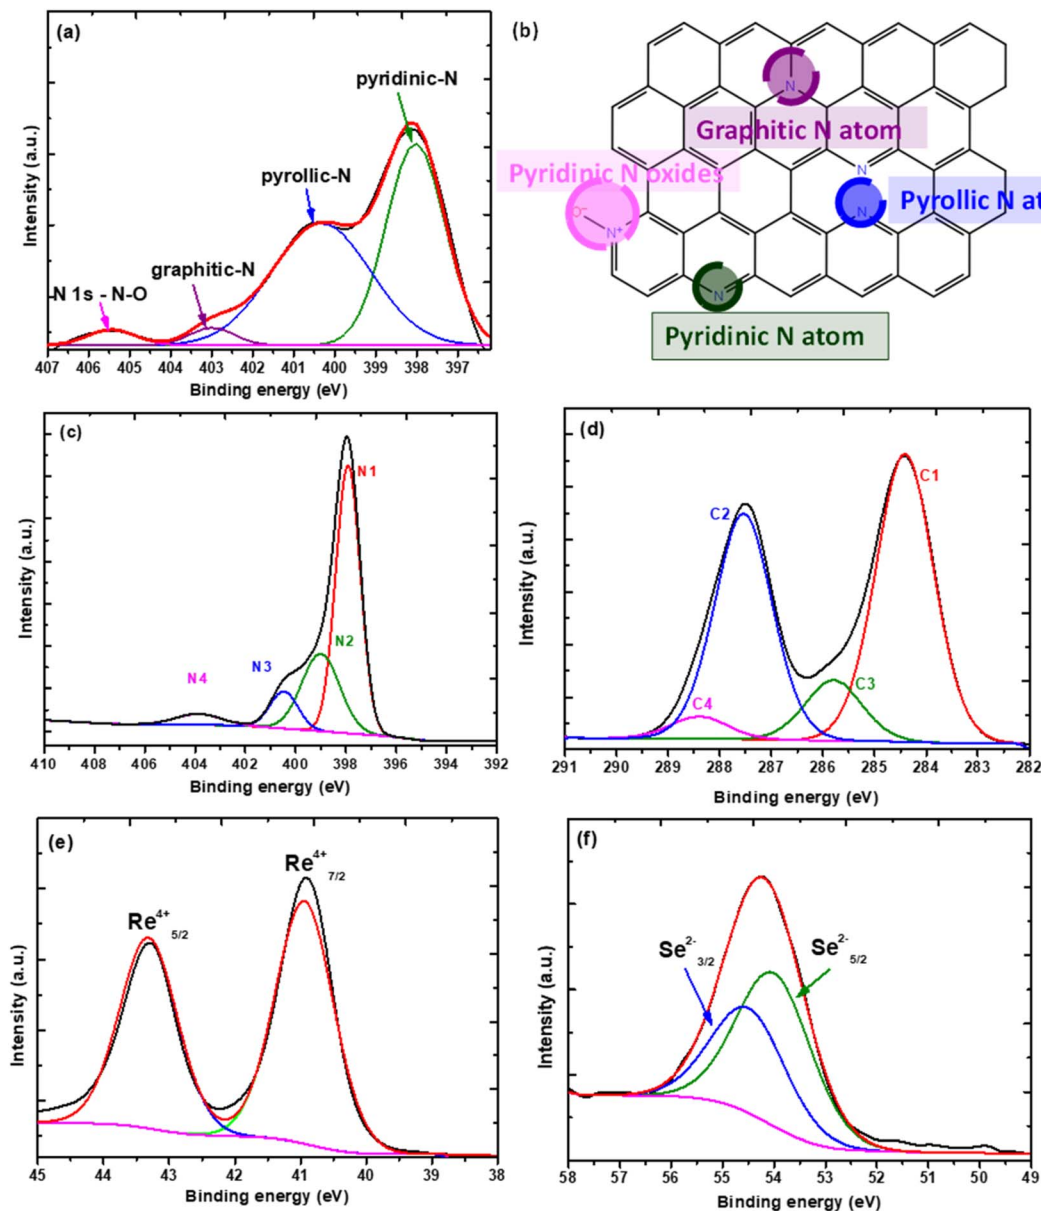 (a)
pyridinic-N
pyrollic-N
graphitic-N
N 1s - N-O
Intensity (a.u.)
407 406 405 404 403 402 401 400 399 398 397
Binding energy (eV)
(b)
N
Graphitic N atom
Pyridinic N oxides
N
O⁻
N
Pyrollic N at
N⁺
N
Pyridinic N atom
(c)
N1
N2
N3
N4
Intensity (a.u.)
410 408 406 404 402 400 398 396 394 392
Binding energy (eV)
(d)
C1
C2
C3
C4
Intensity (a.u.)
291 290 289 288 287 286 285 284 283 282
Binding energy (eV)
(e)
Re⁴⁺ 7/2
Re⁴⁺ 5/2
Intensity (a.u.)
45 44 43 42 41 40 39 38
Binding energy (eV)
(f)
Se²⁻ 3/2
Se²⁻ 5/2
Intensity (a.u.)
58 57 56 55 54 53 52 51 50 49
Binding energy (eV)